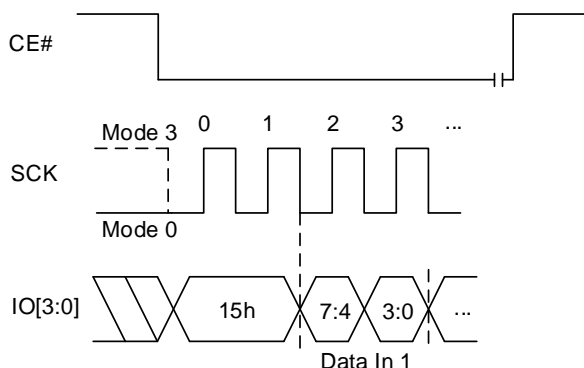 CE#
Mode 3 0 1 2 3 ...
SCK
Mode 0
IO[3:0] 15h 7:4 3:0 ...
Data In 1